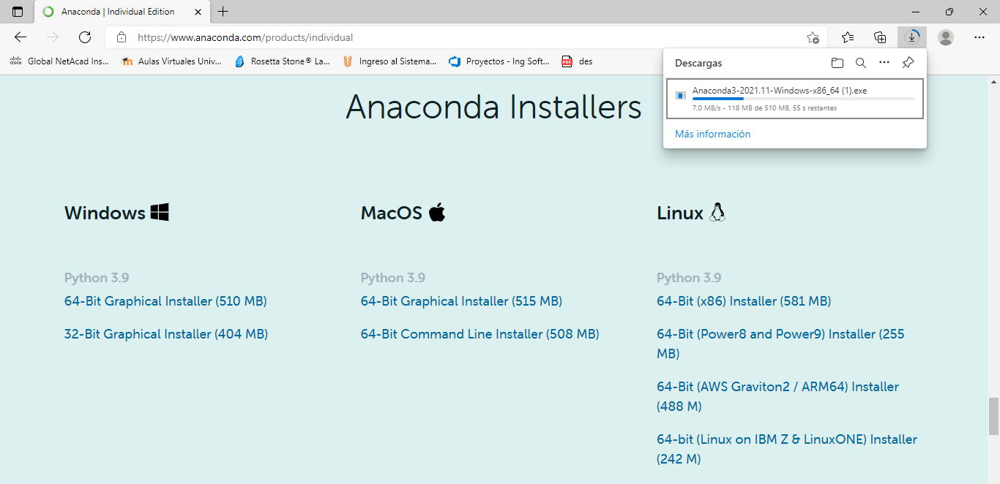 Anaconda | Individual Edition
https://www.anaconda.com/products/individual
Global NetAcad Ins... Aulas Virtuales Univ... Rosetta Stone® La... Ingreso al Sistema... Proyectos - Ing Soft... PDF des
Descargas
Anaconda3-2021.11-Windows-x86_64 (1).exe
7,0 MB/s - 118 MB de 510 MB, 55 s restantes
Más información
Anaconda Installers
Windows
Python 3.9
64-Bit Graphical Installer (510 MB)
32-Bit Graphical Installer (404 MB)
MacOS
Python 3.9
64-Bit Graphical Installer (515 MB)
64-Bit Command Line Installer (508 MB)
Linux
Python 3.9
64-Bit (x86) Installer (581 MB)
64-Bit (Power8 and Power9) Installer (255
MB)
64-Bit (AWS Graviton2 / ARM64) Installer
(488 M)
64-bit (Linux on IBM Z & LinuxONE) Installer
(242 M)